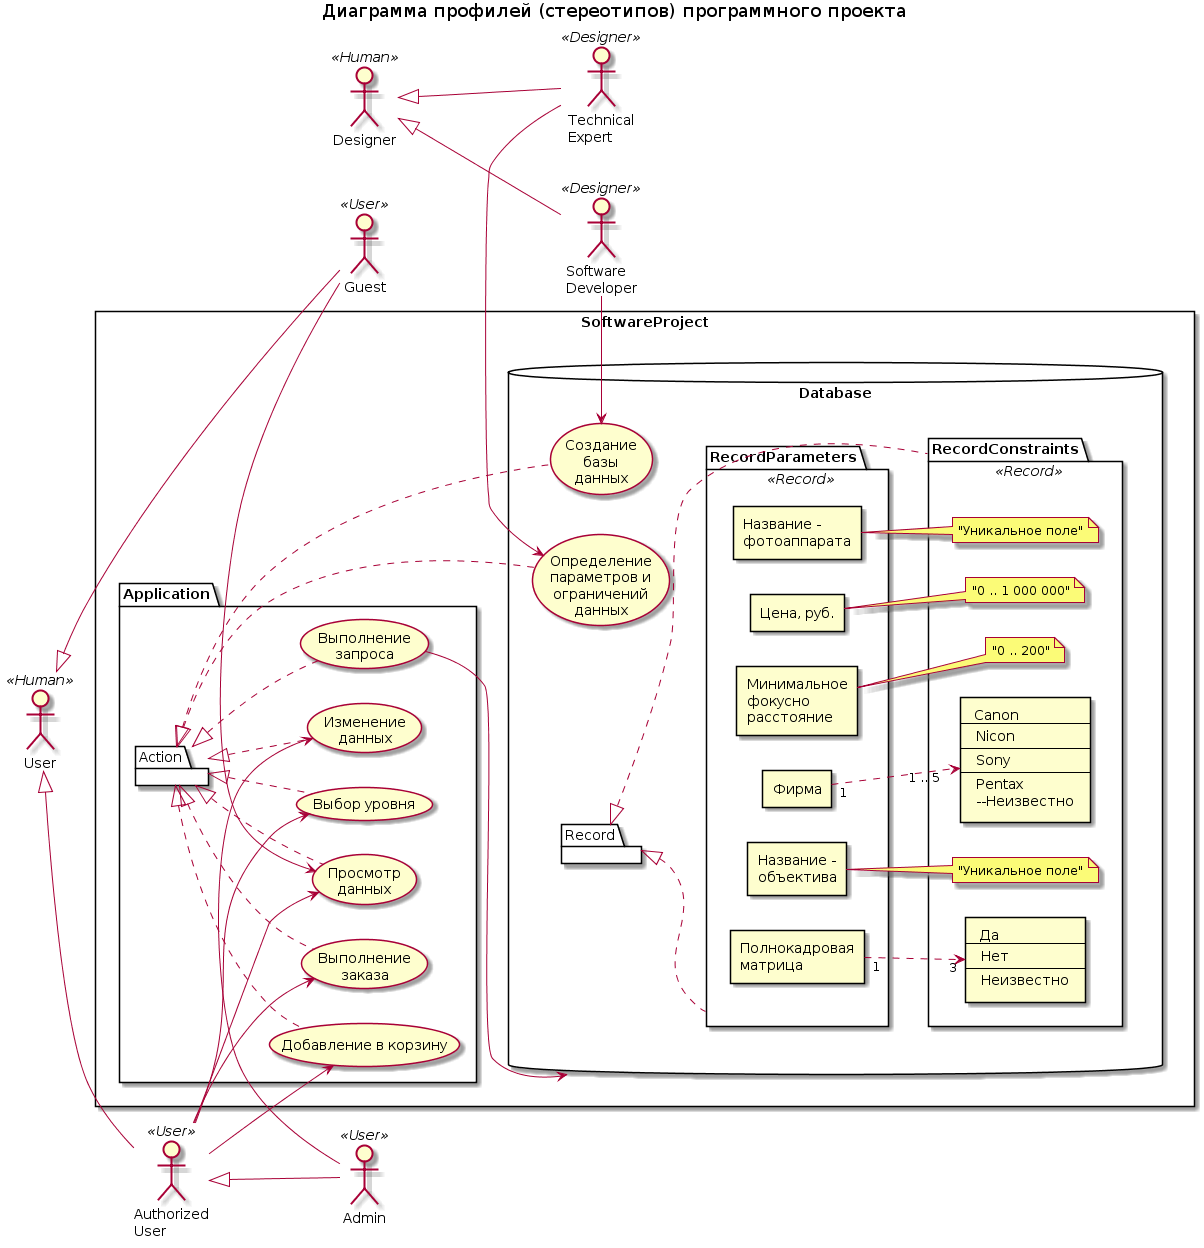 Диаграмма профилей (стереотипов) программного проекта
«Human»
Designer
«Designer»
Technical
Expert
«User»
Guest
«Designer»
Software
Developer
SoftwareProject
Database
Создание
базы
данных
Определение
параметров и
ограничений
данных
RecordParameters
«Record»
Название -
фотоаппарата
Цена, руб.
Минимальное
фокусно
расстояние
Фирма
1
Название -
объектива
Полнокадровая
матрица
1
RecordConstraints
«Record»
"Уникальное поле"
"0 .. 1 000 000"
"0 .. 200"
1 .. 5
Canon
Nicon
Sony
Pentax
--Неизвестно
"Уникальное поле"
3
Да
Нет
Неизвестно
Record
Application
Выполнение
запроса
Изменение
данных
Action
Выбор уровня
Просмотр
данных
Выполнение
заказа
Добавление в корзину
«Human»
User
«User»
Authorized
User
«User»
Admin